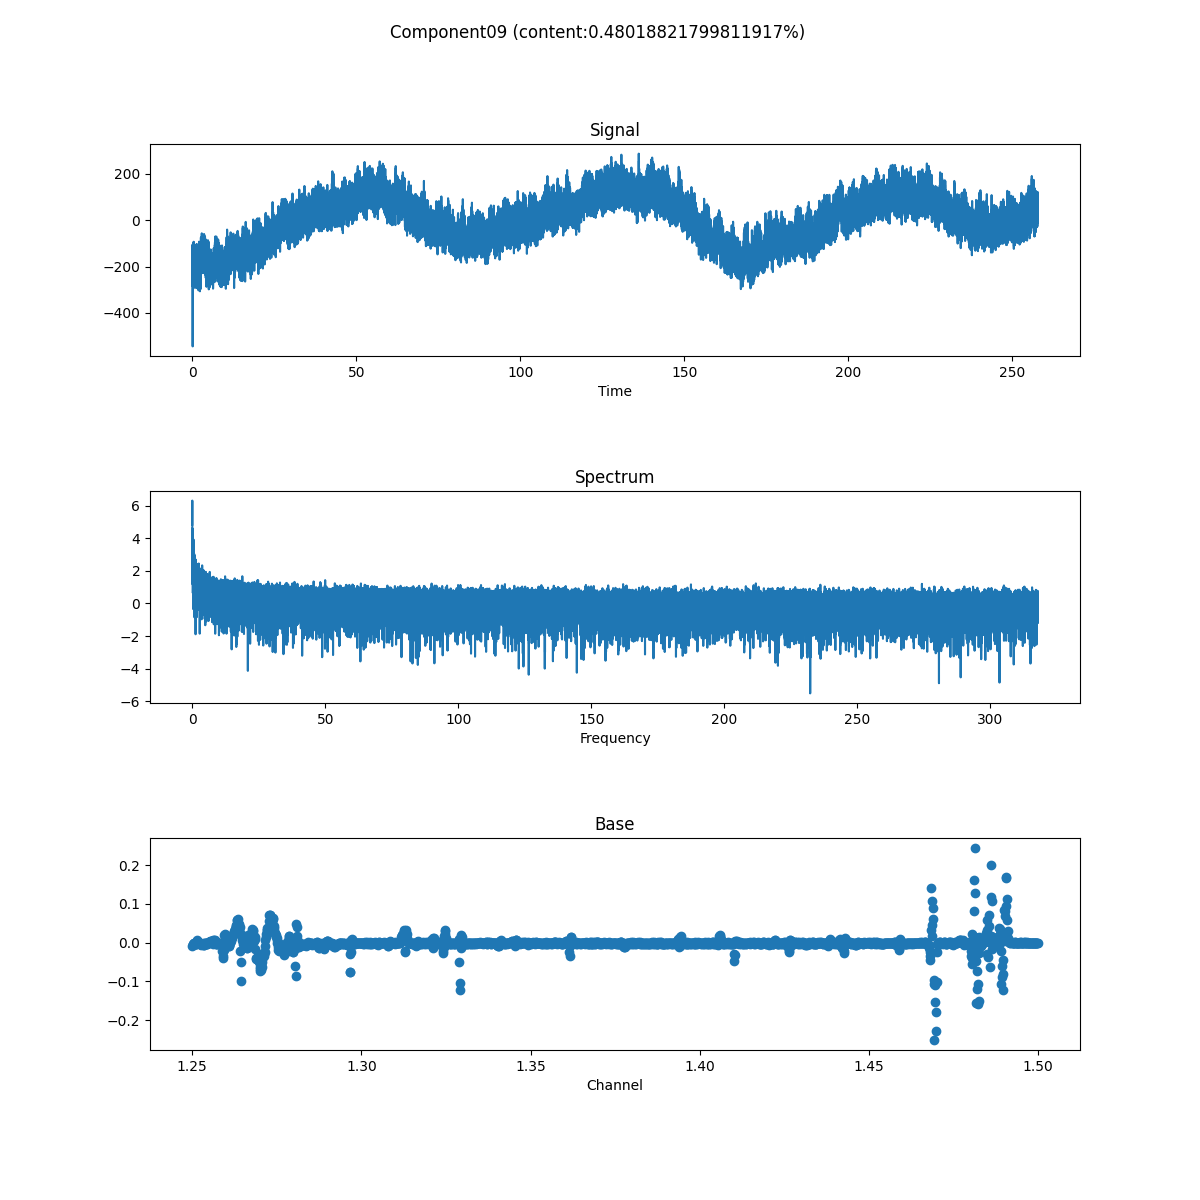 Component09 (content:0.48018821799811917%)
Signal
200
0
−200
−400
0 50 100 150 200 250
Time
Spectrum
6
4
2
0
−2
−4
−6
0 50 100 150 200 250 300
Frequency
Base
0.2
0.1
0.0
−0.1
−0.2
1.25 1.30 1.35 1.40 1.45 1.50
Channel